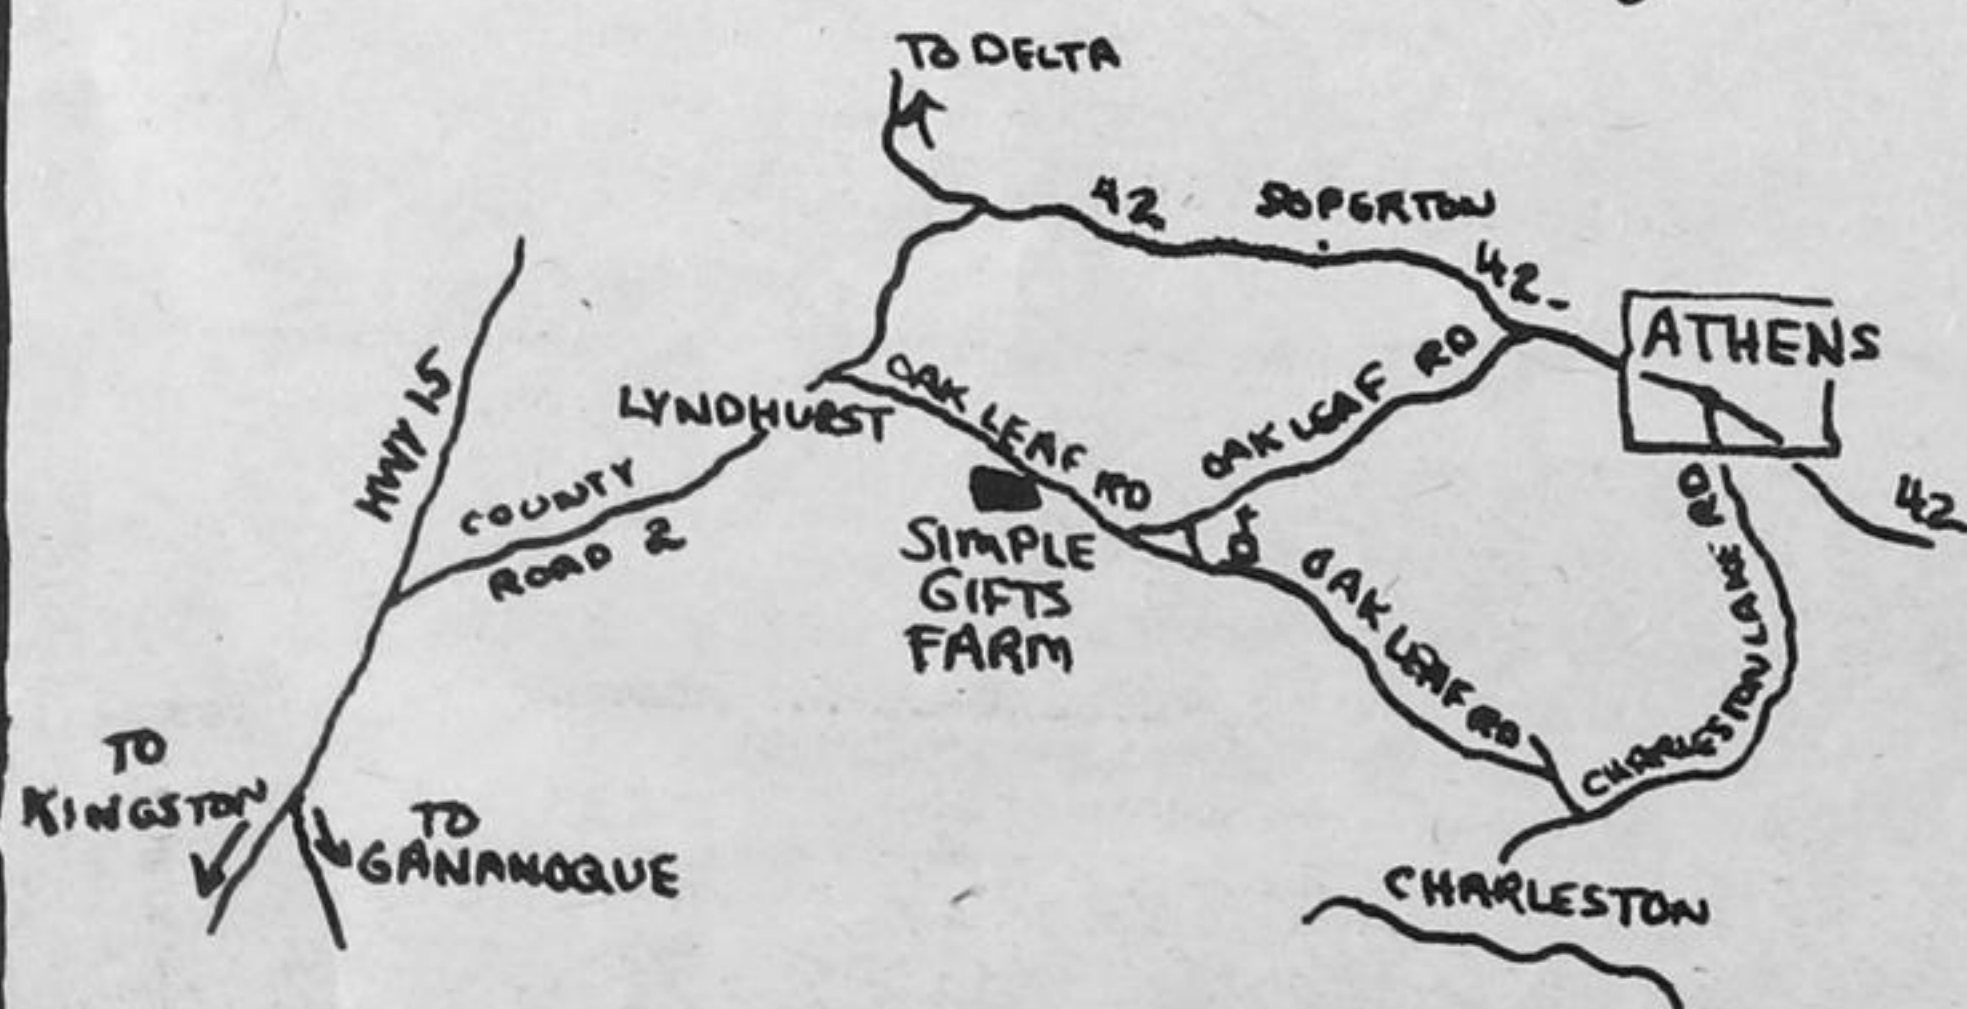 TO DELTA
42
SOPERTON
42
ATHENS
HWY 15
LYNDHURST
OAK LEAF RD
OAK LEAF RD
COUNTY
ROAD 2
SIMPLE
GIFTS
FARM
OAK LEAF RD
CHARLESTON LAKE RD
42
TO
KINGSTON
TO
GANANOQUE
CHARLESTON